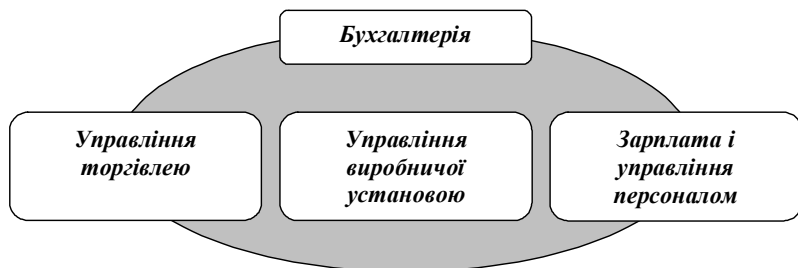 Бухгалтерія
Управління
торгівлею
Управління
виробничої
установою
Зарплата і
управління
персоналом